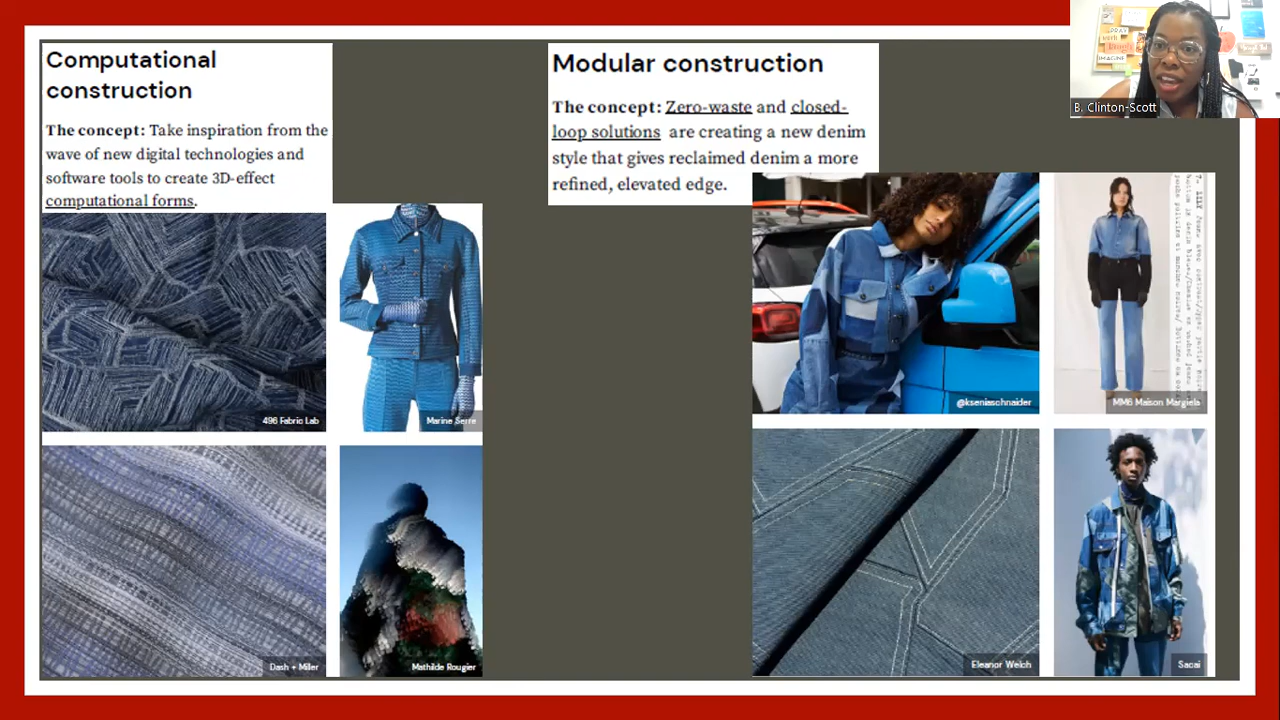 Computational
construction
The concept: Take inspiration from the
wave of new digital technologies and
software tools to create 3D-effect
computational forms.
496 Fabric Lab
Marine Serre
Dash + Miller
Mathilde Rougier
Modular construction
The concept: Zero-waste and closed-
loop solutions are creating a new denim
style that gives reclaimed denim a more
refined, elevated edge.
@kseniaschnaider
MM6 Maison Margiela
Eleanor Welch
Sacai
PRAY
IMAGINE
B. Clinton-Scott